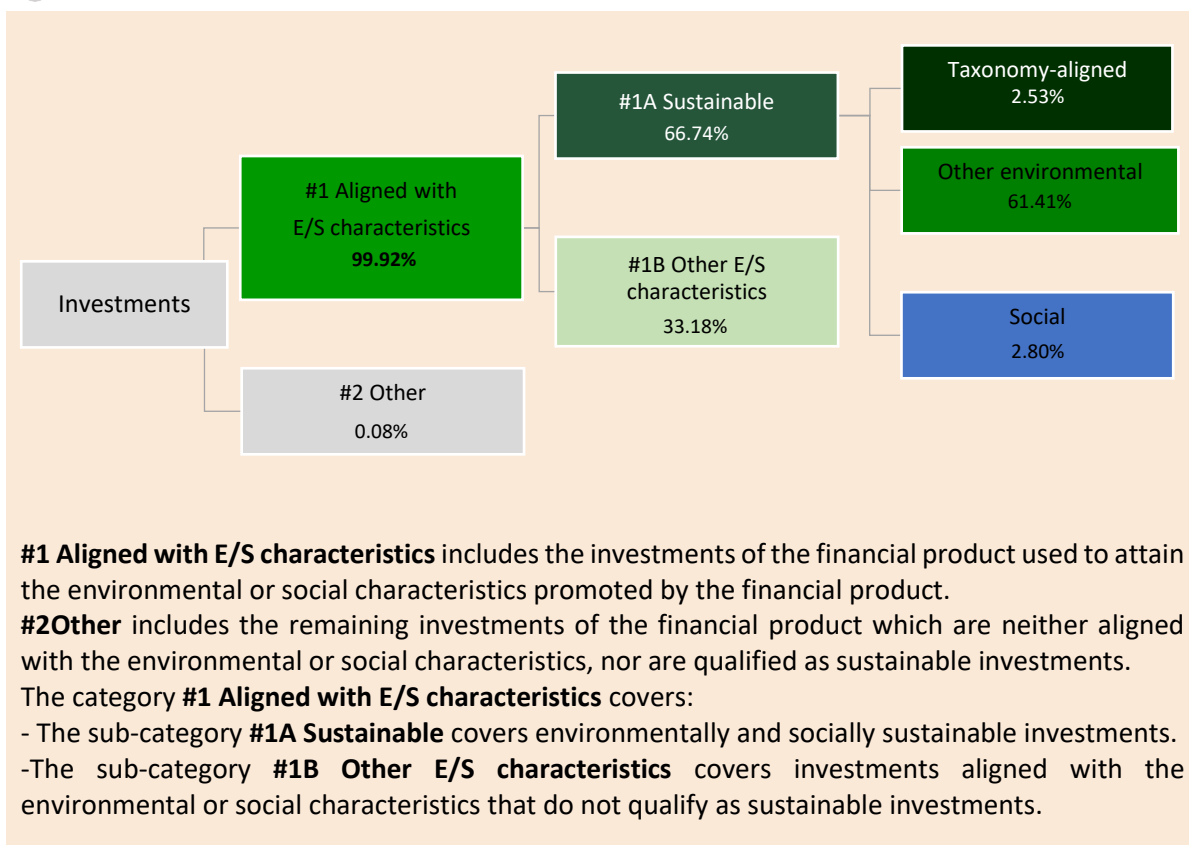 Investments
#1 Aligned with
E/S characteristics
99.92%
#2 Other
0.08%
#1A Sustainable
66.74%
#1B Other E/S
characteristics
33.18%
Taxonomy-aligned
2.53%
Other environmental
61.41%
Social
2.80%
#1 Aligned with E/S characteristics includes the investments of the financial product used to attain
the environmental or social characteristics promoted by the financial product.
#2Other includes the remaining investments of the financial product which are neither aligned
with the environmental or social characteristics, nor are qualified as sustainable investments.
The category #1 Aligned with E/S characteristics covers:
- The sub-category #1A Sustainable covers environmentally and socially sustainable investments.
-The sub-category #1B Other E/S characteristics covers investments aligned with the
environmental or social characteristics that do not qualify as sustainable investments.